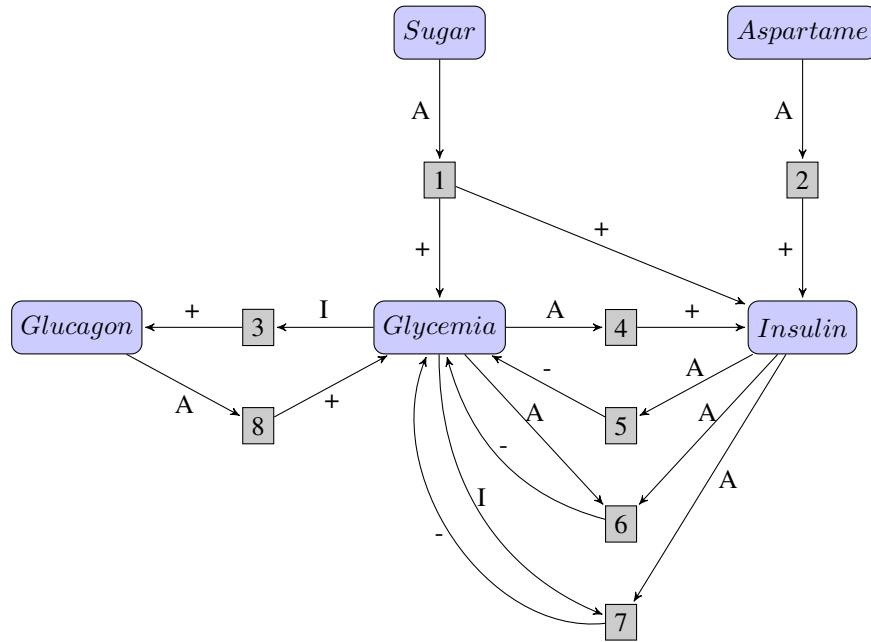 Sugar
Aspartame
A
A
1
2
+
+
+
Glucagon
+
3
I
Glycemia
A
4
+
Insulin
A
8
+
-
5
A
A
-
A
6
I
A
-
7